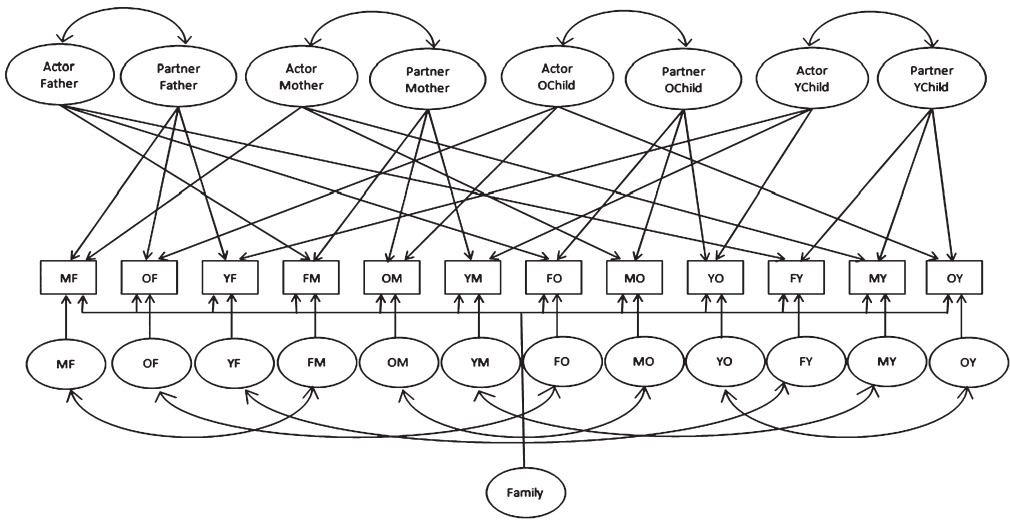 Actor
Father
Partner
Father
Actor
Mother
Partner
Mother
Actor
OChild
Partner
OChild
Actor
YChild
Partner
YChild
MF
OF
YF
FM
OM
YM
FO
MO
YO
FY
MY
OY
MF
OF
YF
FM
OM
YM
FO
MO
YO
FY
MY
OY
Family